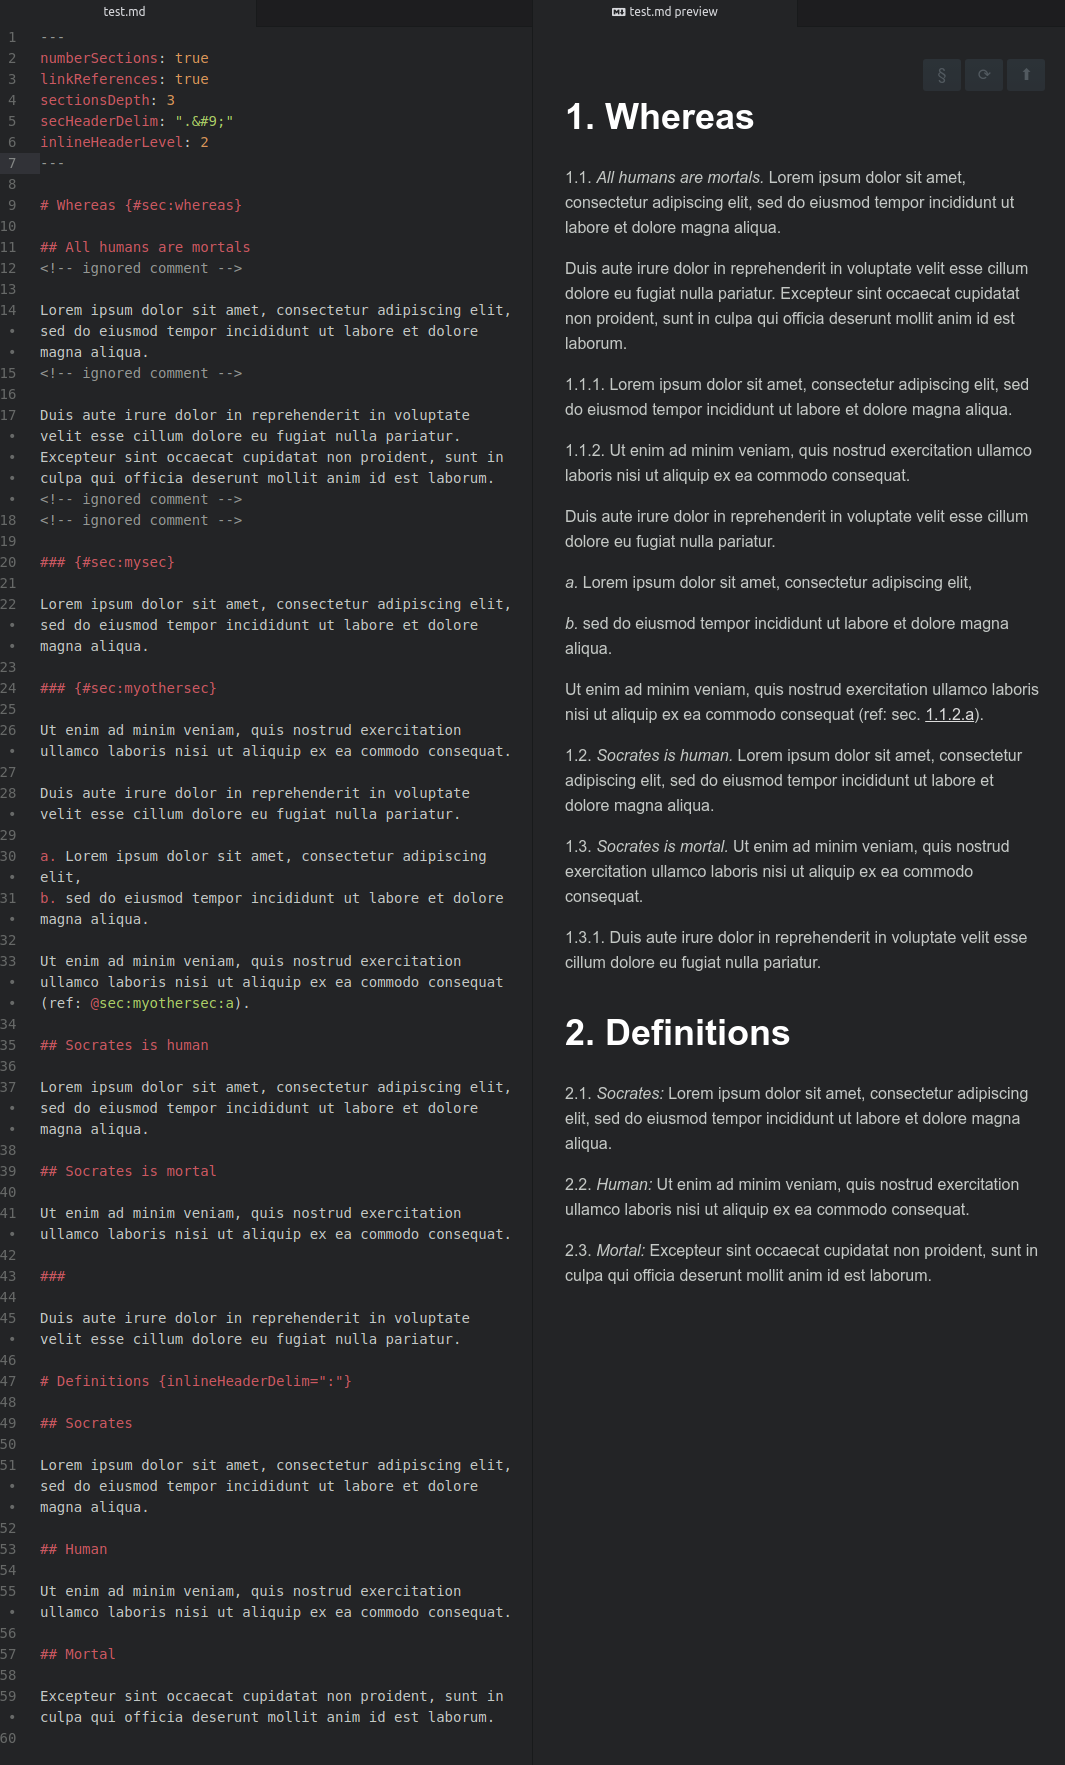 test.md
1 ---
2 numberSections: true
3 linkReferences: true
4 sectionsDepth: 3
5 secHeaderDelim: ".&#9;"
6 inlineHeaderLevel: 2
7 ---
8
9 # Whereas {#sec:whereas}
10
11 ## All humans are mortals
12 <!-- ignored comment -->
13
14 Lorem ipsum dolor sit amet, consectetur adipiscing elit,
• sed do eiusmod tempor incididunt ut labore et dolore
• magna aliqua.
15 <!-- ignored comment -->
16
17 Duis aute irure dolor in reprehenderit in voluptate
• velit esse cillum dolore eu fugiat nulla pariatur.
• Excepteur sint occaecat cupidatat non proident, sunt in
• culpa qui officia deserunt mollit anim id est laborum.
• <!-- ignored comment -->
18 <!-- ignored comment -->
19
20 ### {#sec:mysec}
21
22 Lorem ipsum dolor sit amet, consectetur adipiscing elit,
• sed do eiusmod tempor incididunt ut labore et dolore
• magna aliqua.
23
24 ### {#sec:myothersec}
25
26 Ut enim ad minim veniam, quis nostrud exercitation
• ullamco laboris nisi ut aliquip ex ea commodo consequat.
27
28 Duis aute irure dolor in reprehenderit in voluptate
• velit esse cillum dolore eu fugiat nulla pariatur.
29
30 a. Lorem ipsum dolor sit amet, consectetur adipiscing
• elit,
31 b. sed do eiusmod tempor incididunt ut labore et dolore
• magna aliqua.
32
33 Ut enim ad minim veniam, quis nostrud exercitation
• ullamco laboris nisi ut aliquip ex ea commodo consequat
• (ref: @sec:myothersec:a).
34
35 ## Socrates is human
36
37 Lorem ipsum dolor sit amet, consectetur adipiscing elit,
• sed do eiusmod tempor incididunt ut labore et dolore
• magna aliqua.
38
39 ## Socrates is mortal
40
41 Ut enim ad minim veniam, quis nostrud exercitation
• ullamco laboris nisi ut aliquip ex ea commodo consequat.
42
43 ###
44
45 Duis aute irure dolor in reprehenderit in voluptate
• velit esse cillum dolore eu fugiat nulla pariatur.
46
47 # Definitions {inlineHeaderDelim=":"}
48
49 ## Socrates
50
51 Lorem ipsum dolor sit amet, consectetur adipiscing elit,
• sed do eiusmod tempor incididunt ut labore et dolore
• magna aliqua.
52
53 ## Human
54
55 Ut enim ad minim veniam, quis nostrud exercitation
• ullamco laboris nisi ut aliquip ex ea commodo consequat.
56
57 ## Mortal
58
59 Excepteur sint occaecat cupidatat non proident, sunt in
• culpa qui officia deserunt mollit anim id est laborum.
60
test.md preview
§ ⟳ ⬆
1. Whereas
1.1. All humans are mortals. Lorem ipsum dolor sit amet,
consectetur adipiscing elit, sed do eiusmod tempor incididunt ut
labore et dolore magna aliqua.
Duis aute irure dolor in reprehenderit in voluptate velit esse cillum
dolore eu fugiat nulla pariatur. Excepteur sint occaecat cupidatat
non proident, sunt in culpa qui officia deserunt mollit anim id est
laborum.
1.1.1. Lorem ipsum dolor sit amet, consectetur adipiscing elit, sed
do eiusmod tempor incididunt ut labore et dolore magna aliqua.
1.1.2. Ut enim ad minim veniam, quis nostrud exercitation ullamco
laboris nisi ut aliquip ex ea commodo consequat.
Duis aute irure dolor in reprehenderit in voluptate velit esse cillum
dolore eu fugiat nulla pariatur.
a. Lorem ipsum dolor sit amet, consectetur adipiscing elit,
b. sed do eiusmod tempor incididunt ut labore et dolore magna
aliqua.
Ut enim ad minim veniam, quis nostrud exercitation ullamco laboris
nisi ut aliquip ex ea commodo consequat (ref: sec. 1.1.2.a).
1.2. Socrates is human. Lorem ipsum dolor sit amet, consectetur
adipiscing elit, sed do eiusmod tempor incididunt ut labore et
dolore magna aliqua.
1.3. Socrates is mortal. Ut enim ad minim veniam, quis nostrud
exercitation ullamco laboris nisi ut aliquip ex ea commodo
consequat.
1.3.1. Duis aute irure dolor in reprehenderit in voluptate velit esse
cillum dolore eu fugiat nulla pariatur.
2. Definitions
2.1. Socrates: Lorem ipsum dolor sit amet, consectetur adipiscing
elit, sed do eiusmod tempor incididunt ut labore et dolore magna
aliqua.
2.2. Human: Ut enim ad minim veniam, quis nostrud exercitation
ullamco laboris nisi ut aliquip ex ea commodo consequat.
2.3. Mortal: Excepteur sint occaecat cupidatat non proident, sunt in
culpa qui officia deserunt mollit anim id est laborum.